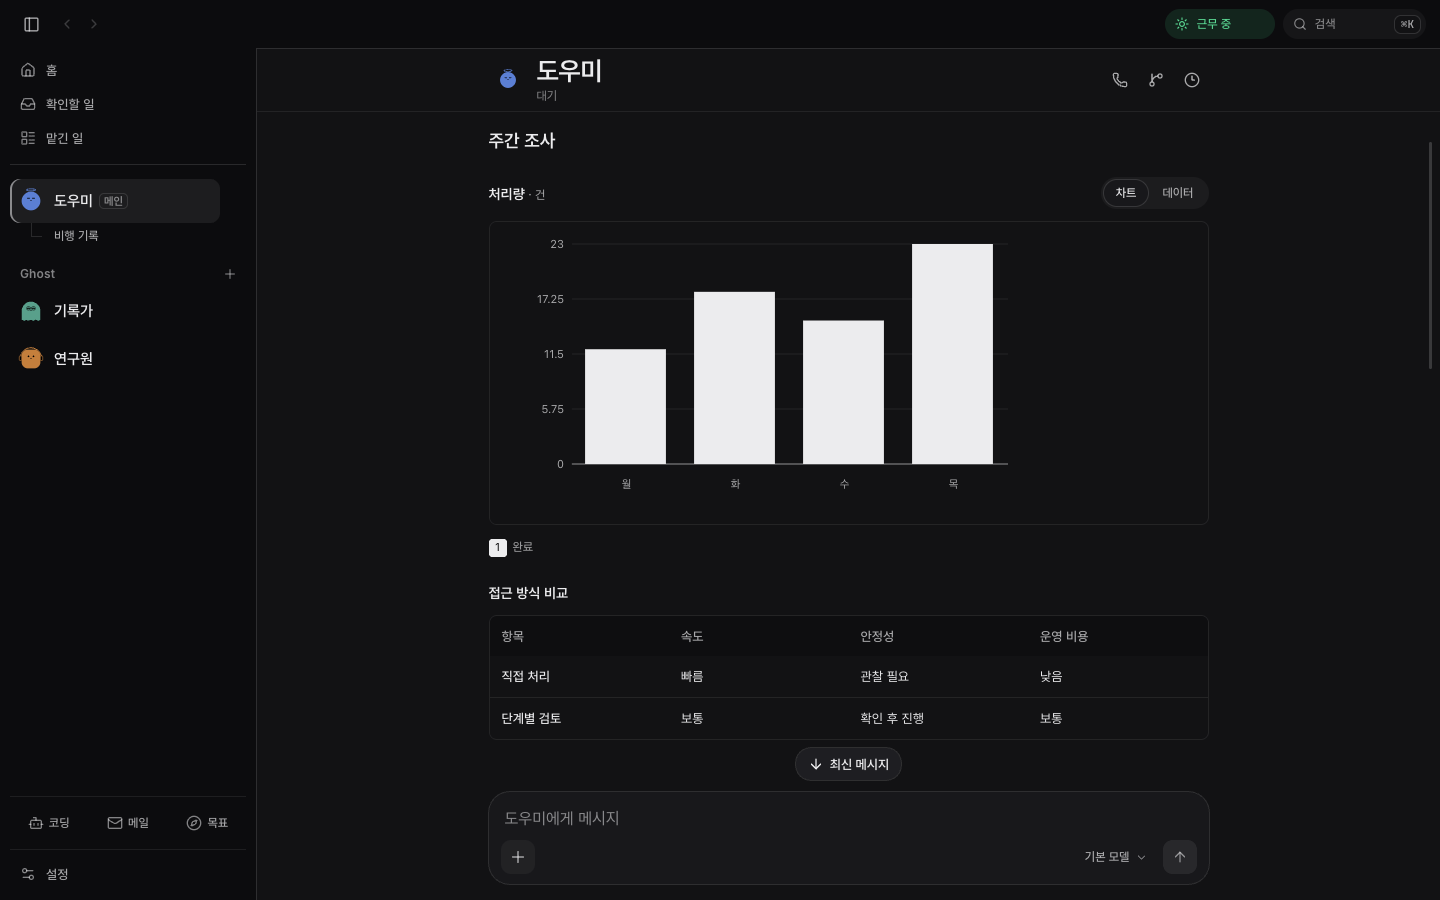 근무 중
검색
⌘K
홈
확인할 일
맡긴 일
도우미 메인
비행 기록
Ghost
기록가
연구원
코딩
메일
목표
설정
도우미
대기
주간 조사
처리량 · 건
차트
데이터
23
17.25
11.5
5.75
0
월
화
수
목
1 완료
접근 방식 비교
항목 속도 안정성 운영 비용
직접 처리 빠름 관찰 필요 낮음
단계별 검토 보통 확인 후 진행 보통
최신 메시지
도우미에게 메시지
기본 모델